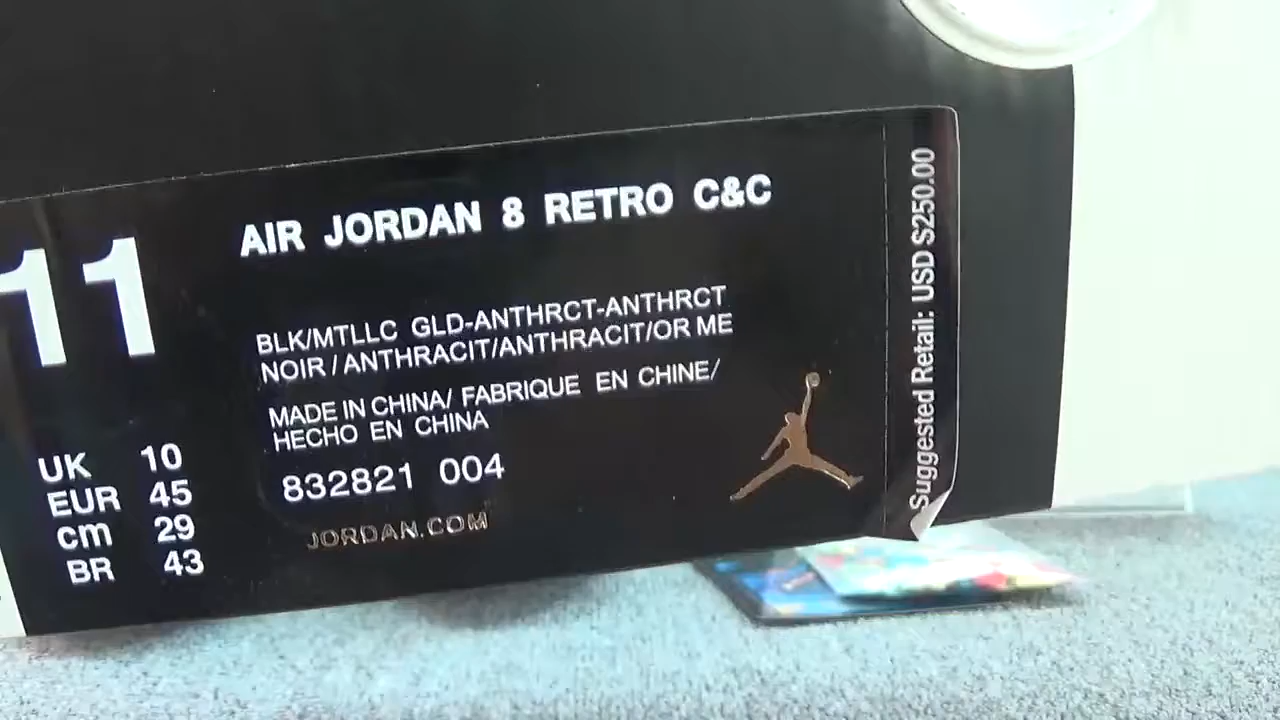 11
AIR JORDAN 8 RETRO C&C
BLK/MTLLC GLD-ANTHRCT-ANTHRCT
NOIR / ANTHRACIT/ANTHRACIT/OR ME
MADE IN CHINA/ FABRIQUE EN CHINE/
HECHO EN CHINA
832821 004
JORDAN.COM
UK 10
EUR 45
cm 29
BR 43
Suggested Retail: USD S250.00